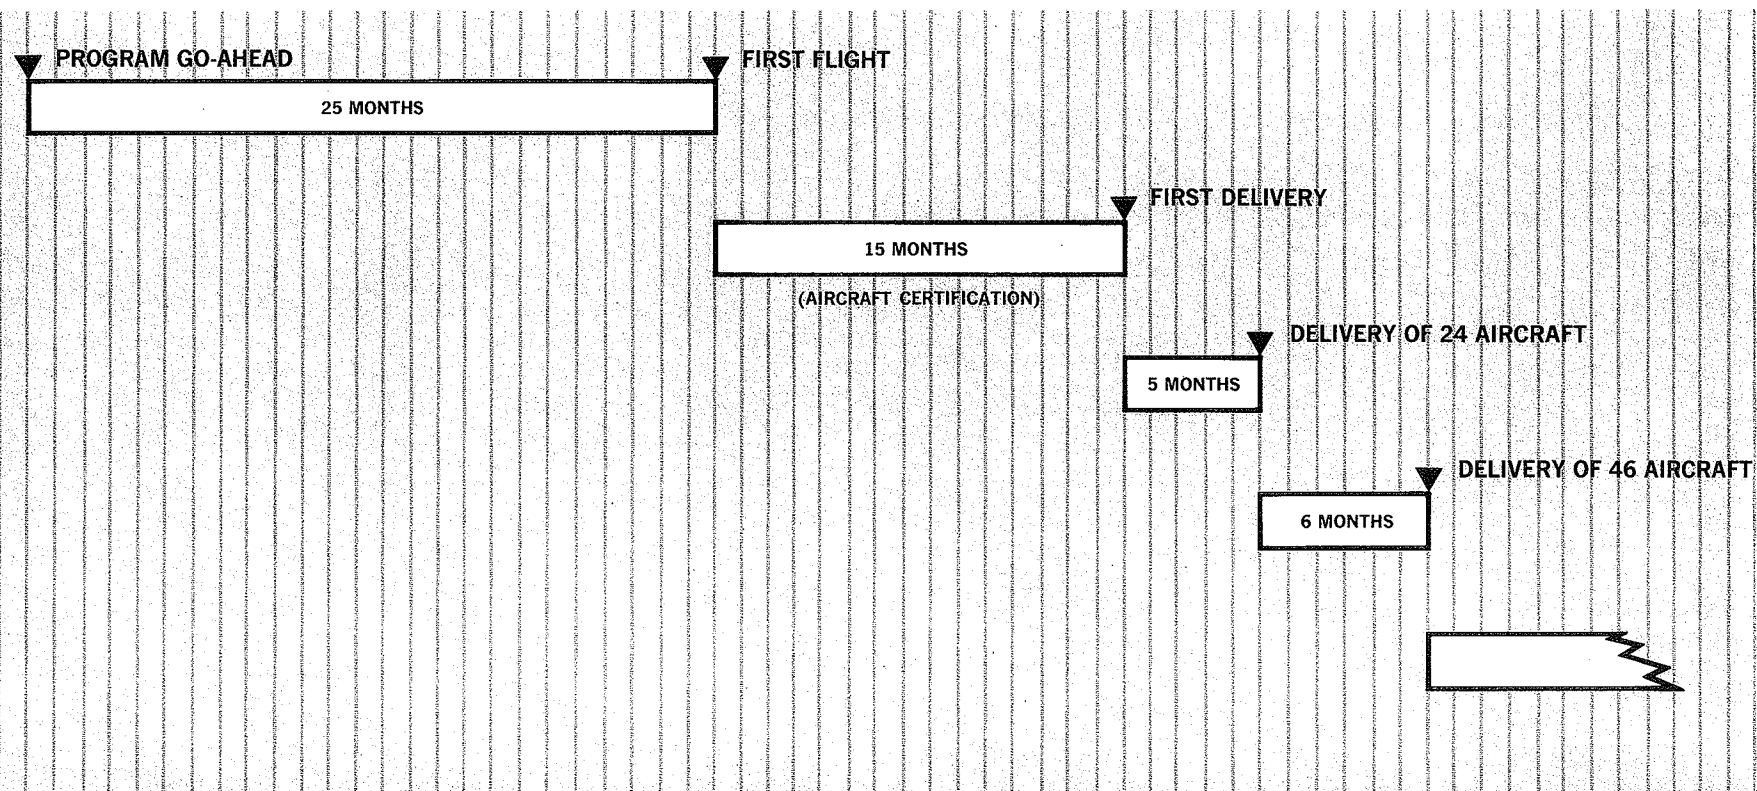 PROGRAM GO-AHEAD
FIRST FLIGHT
25 MONTHS
FIRST DELIVERY
15 MONTHS
(AIRCRAFT CERTIFICATION)
DELIVERY OF 24 AIRCRAFT
5 MONTHS
DELIVERY OF 46 AIRCRAFT
6 MONTHS